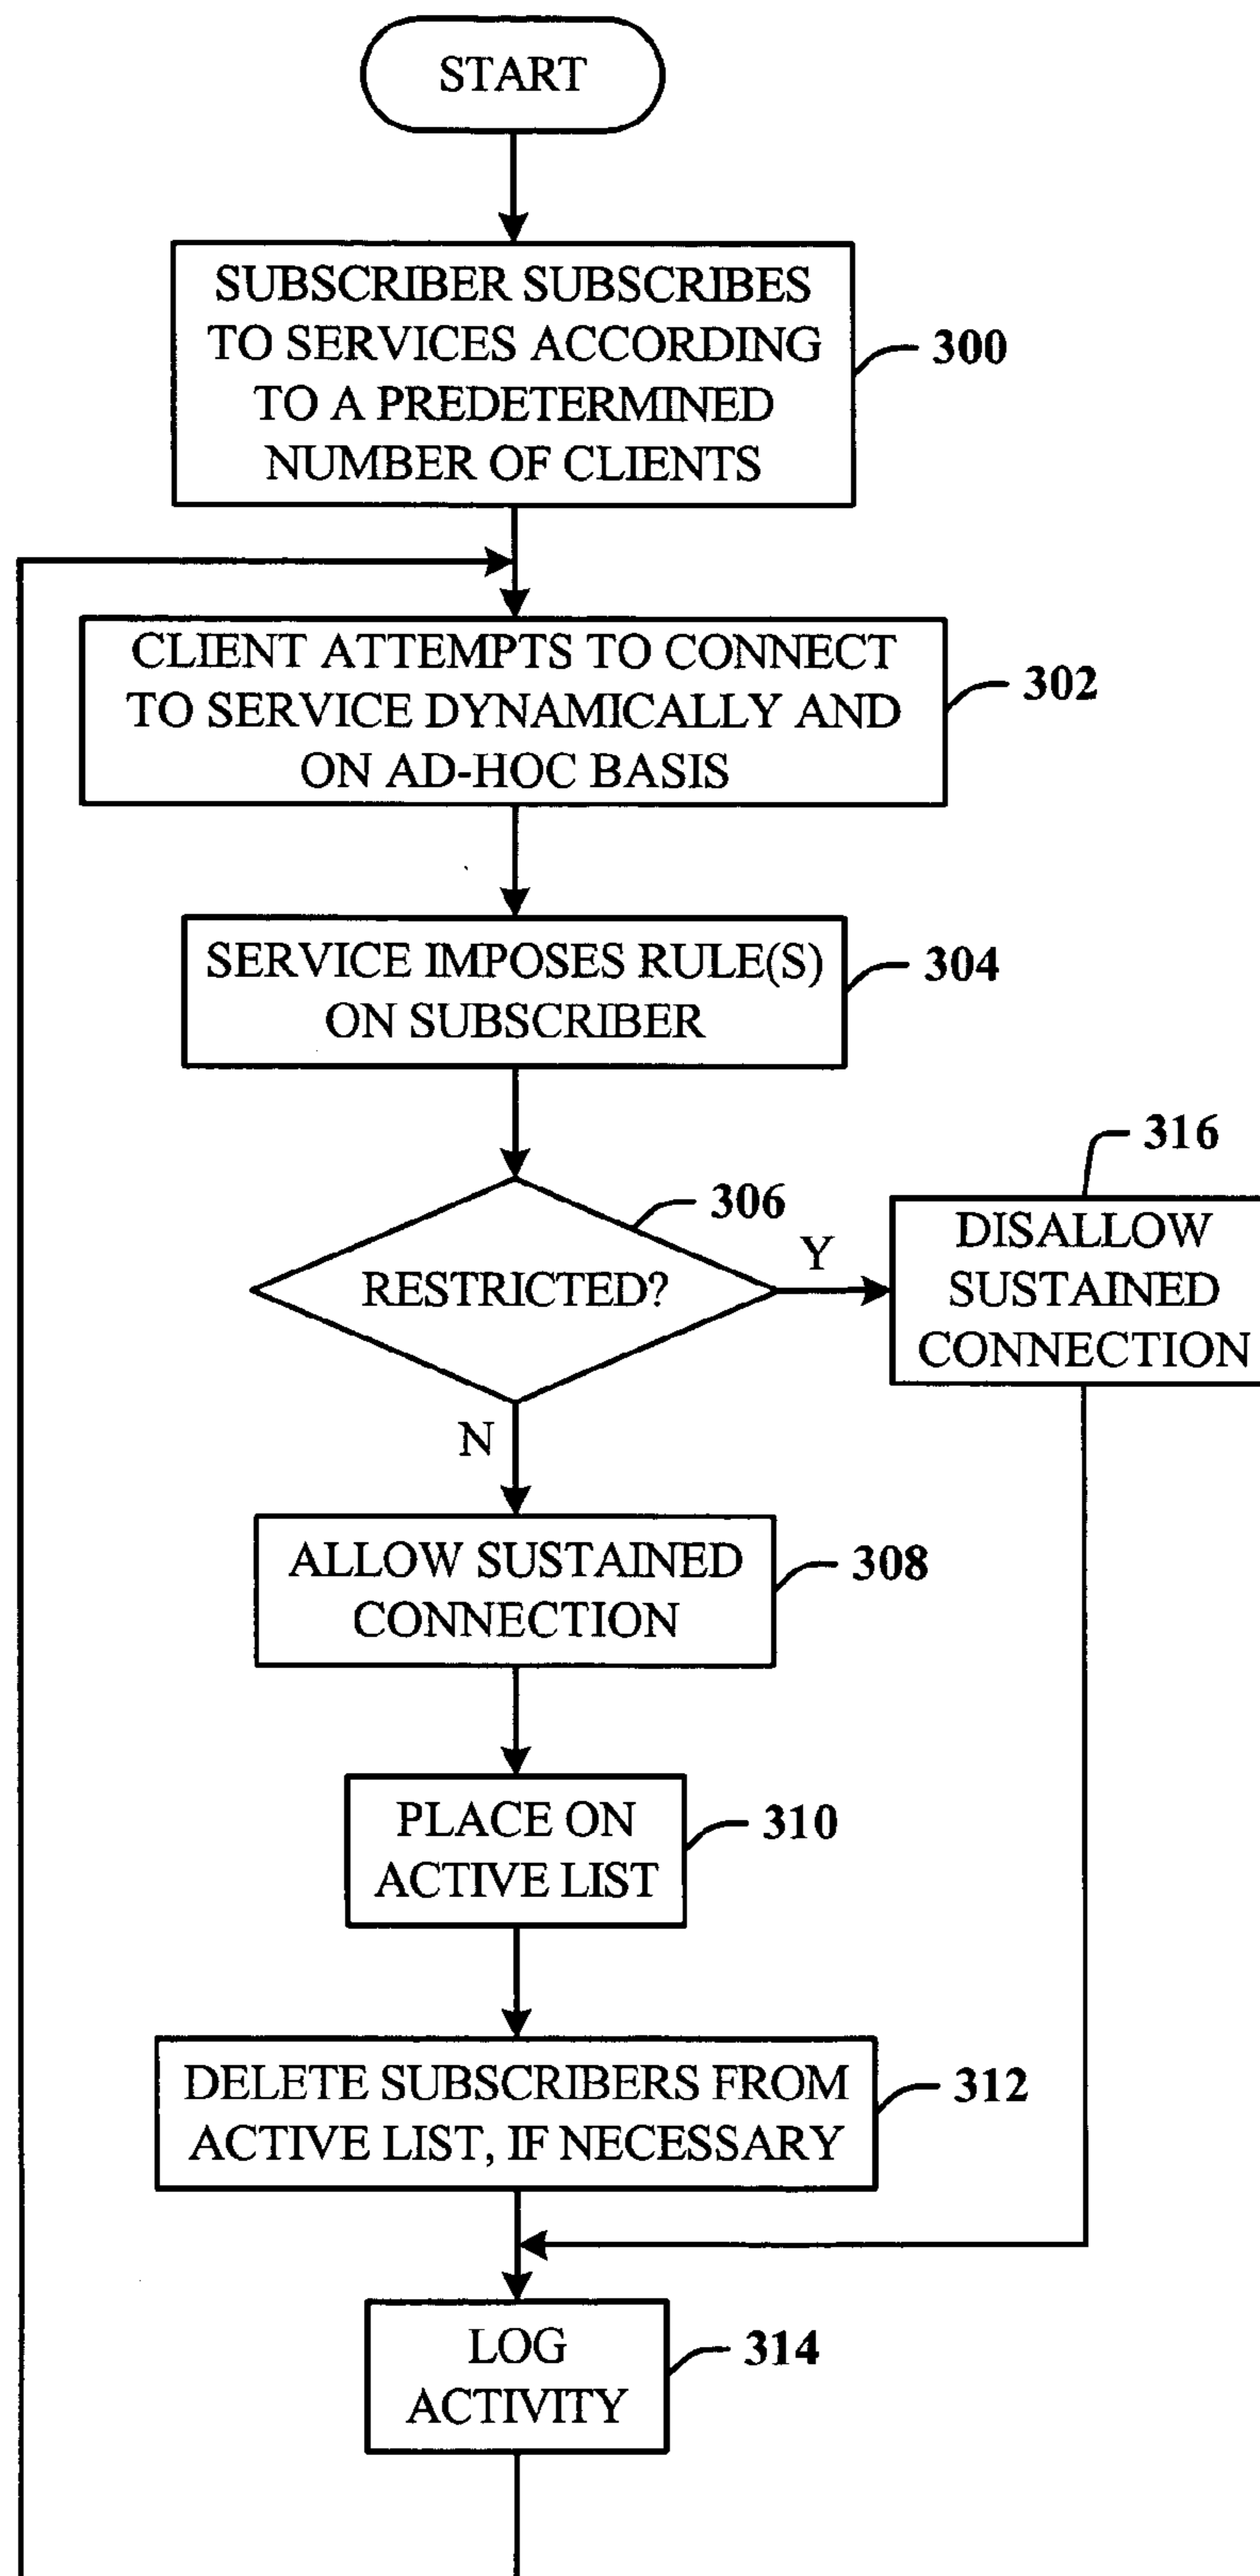 START
SUBSCRIBER SUBSCRIBES
TO SERVICES ACCORDING
TO A PREDETERMINED
NUMBER OF CLIENTS
300
CLIENT ATTEMPTS TO CONNECT
TO SERVICE DYNAMICALLY AND
ON AD-HOC BASIS
302
SERVICE IMPOSES RULE(S)
ON SUBSCRIBER
304
306
RESTRICTED?
Y
316
DISALLOW
SUSTAINED
CONNECTION
N
ALLOW SUSTAINED
CONNECTION
308
PLACE ON
ACTIVE LIST
310
DELETE SUBSCRIBERS FROM
ACTIVE LIST, IF NECESSARY
312
LOG
ACTIVITY
314